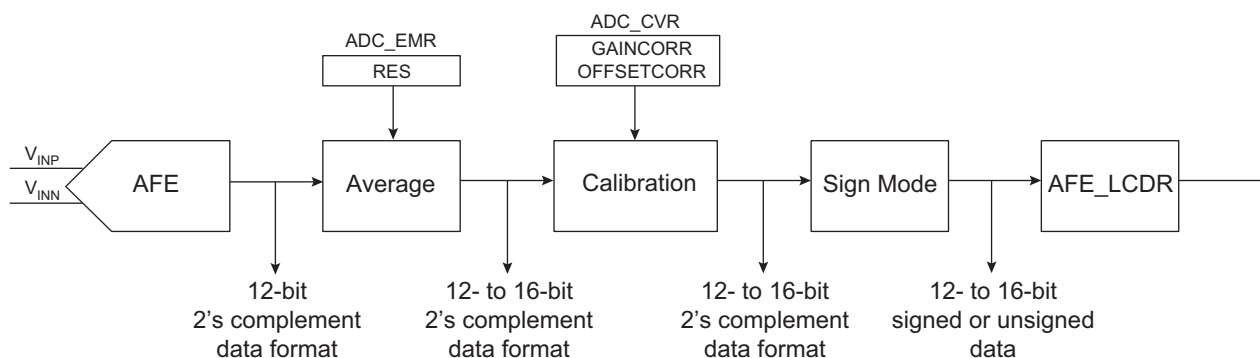 ADC_CVR
ADC_EMR
GAINCORR
OFFSETCORR
RES
V_INP
V_INN
AFE
Average
Calibration
Sign Mode
AFE_LCDR
12-bit
2's complement
data format
12- to 16-bit
2's complement
data format
12- to 16-bit
2's complement
data format
12- to 16-bit
signed or unsigned
data